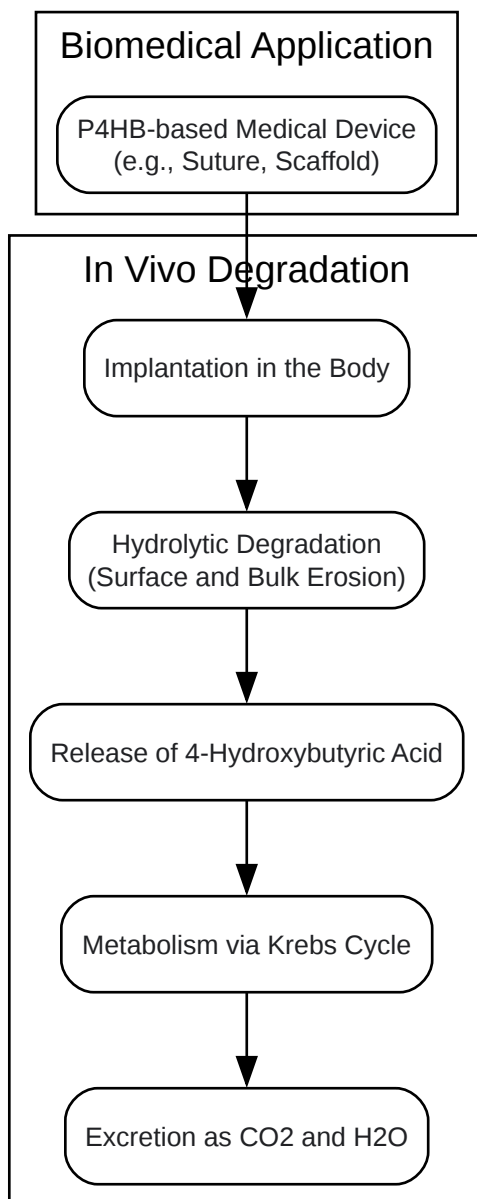 Biomedical Application
P4HB-based Medical Device
(e.g., Suture, Scaffold)
In Vivo Degradation
Implantation in the Body
Hydrolytic Degradation
(Surface and Bulk Erosion)
Release of 4-Hydroxybutyric Acid
Metabolism via Krebs Cycle
Excretion as CO2 and H2O